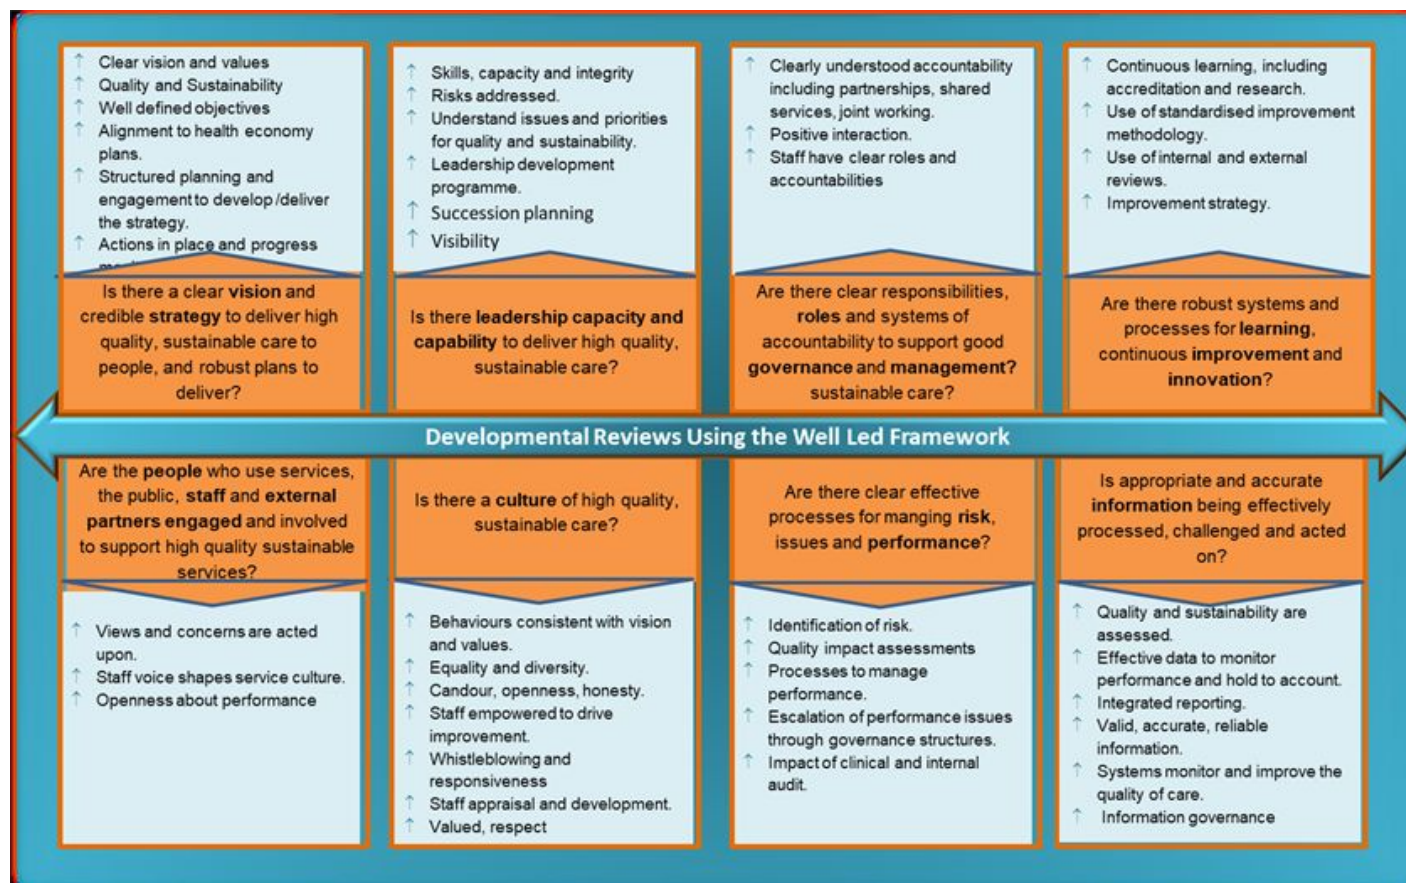 Clear vision and values
Quality and Sustainability
Well defined objectives
Alignment to health economy
plans.
Structured planning and
engagement to develop /deliver
the strategy.
Actions in place and progress
Is there a clear vision and
credible strategy to deliver high
quality, sustainable care to
people, and robust plans to
deliver?
Skills, capacity and integrity
Risks addressed.
Understand issues and priorities
for quality and sustainability.
Leadership development
programme.
Succession planning
Visibility
Is there leadership capacity and
capability to deliver high quality,
sustainable care?
Clearly understood accountability
including partnerships, shared
services, joint working.
Positive interaction.
Staff have clear roles and
accountabilities
Are there clear responsibilities,
roles and systems of
accountability to support good
governance and management?
sustainable care?
Continuous learning, including
accreditation and research.
Use of standardised improvement
methodology.
Use of internal and external
reviews.
Improvement strategy.
Are there robust systems and
processes for learning,
continuous improvement and
innovation?
Developmental Reviews Using the Well Led Framework
Are the people who use services,
the public, staff and external
partners engaged and involved
to support high quality sustainable
services?
Views and concerns are acted
upon.
Staff voice shapes service culture.
Openness about performance
Is there a culture of high quality,
sustainable care?
Behaviours consistent with vision
and values.
Equality and diversity.
Candour, openness, honesty.
Staff empowered to drive
improvement.
Whistleblowing and
responsiveness
Staff appraisal and development.
Valued, respect
Are there clear effective
processes for manging risk,
issues and performance?
Identification of risk.
Quality impact assessments
Processes to manage
performance.
Escalation of performance issues
through governance structures.
Impact of clinical and internal
audit.
Is appropriate and accurate
information being effectively
processed, challenged and acted
on?
Quality and sustainability are
assessed.
Effective data to monitor
performance and hold to account.
Integrated reporting.
Valid, accurate, reliable
information.
Systems monitor and improve the
quality of care.
Information governance